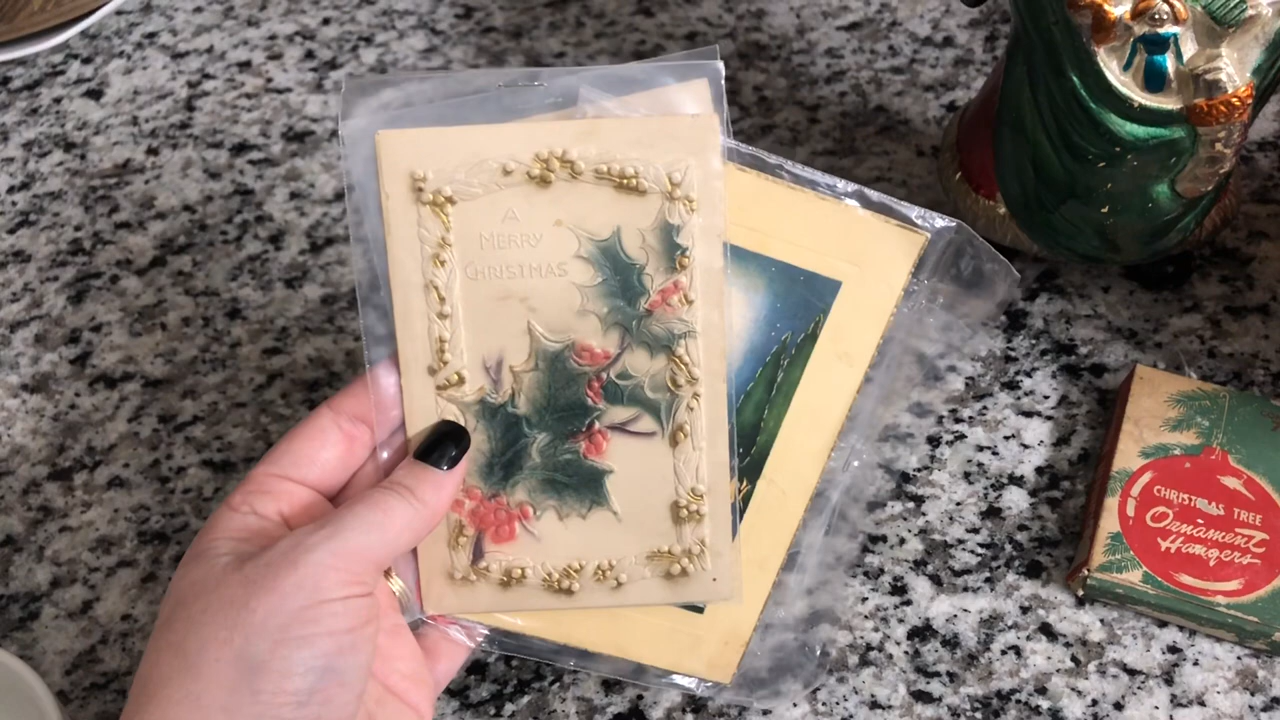 A
MERRY
CHRISTMAS
CHRISTMAS TREE
Ornament
Hangers